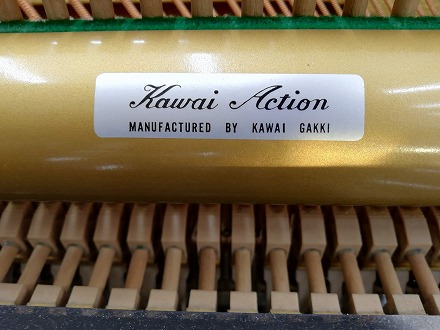 Kawai Action
MANUFACTURED BY KAWAI GAKKI